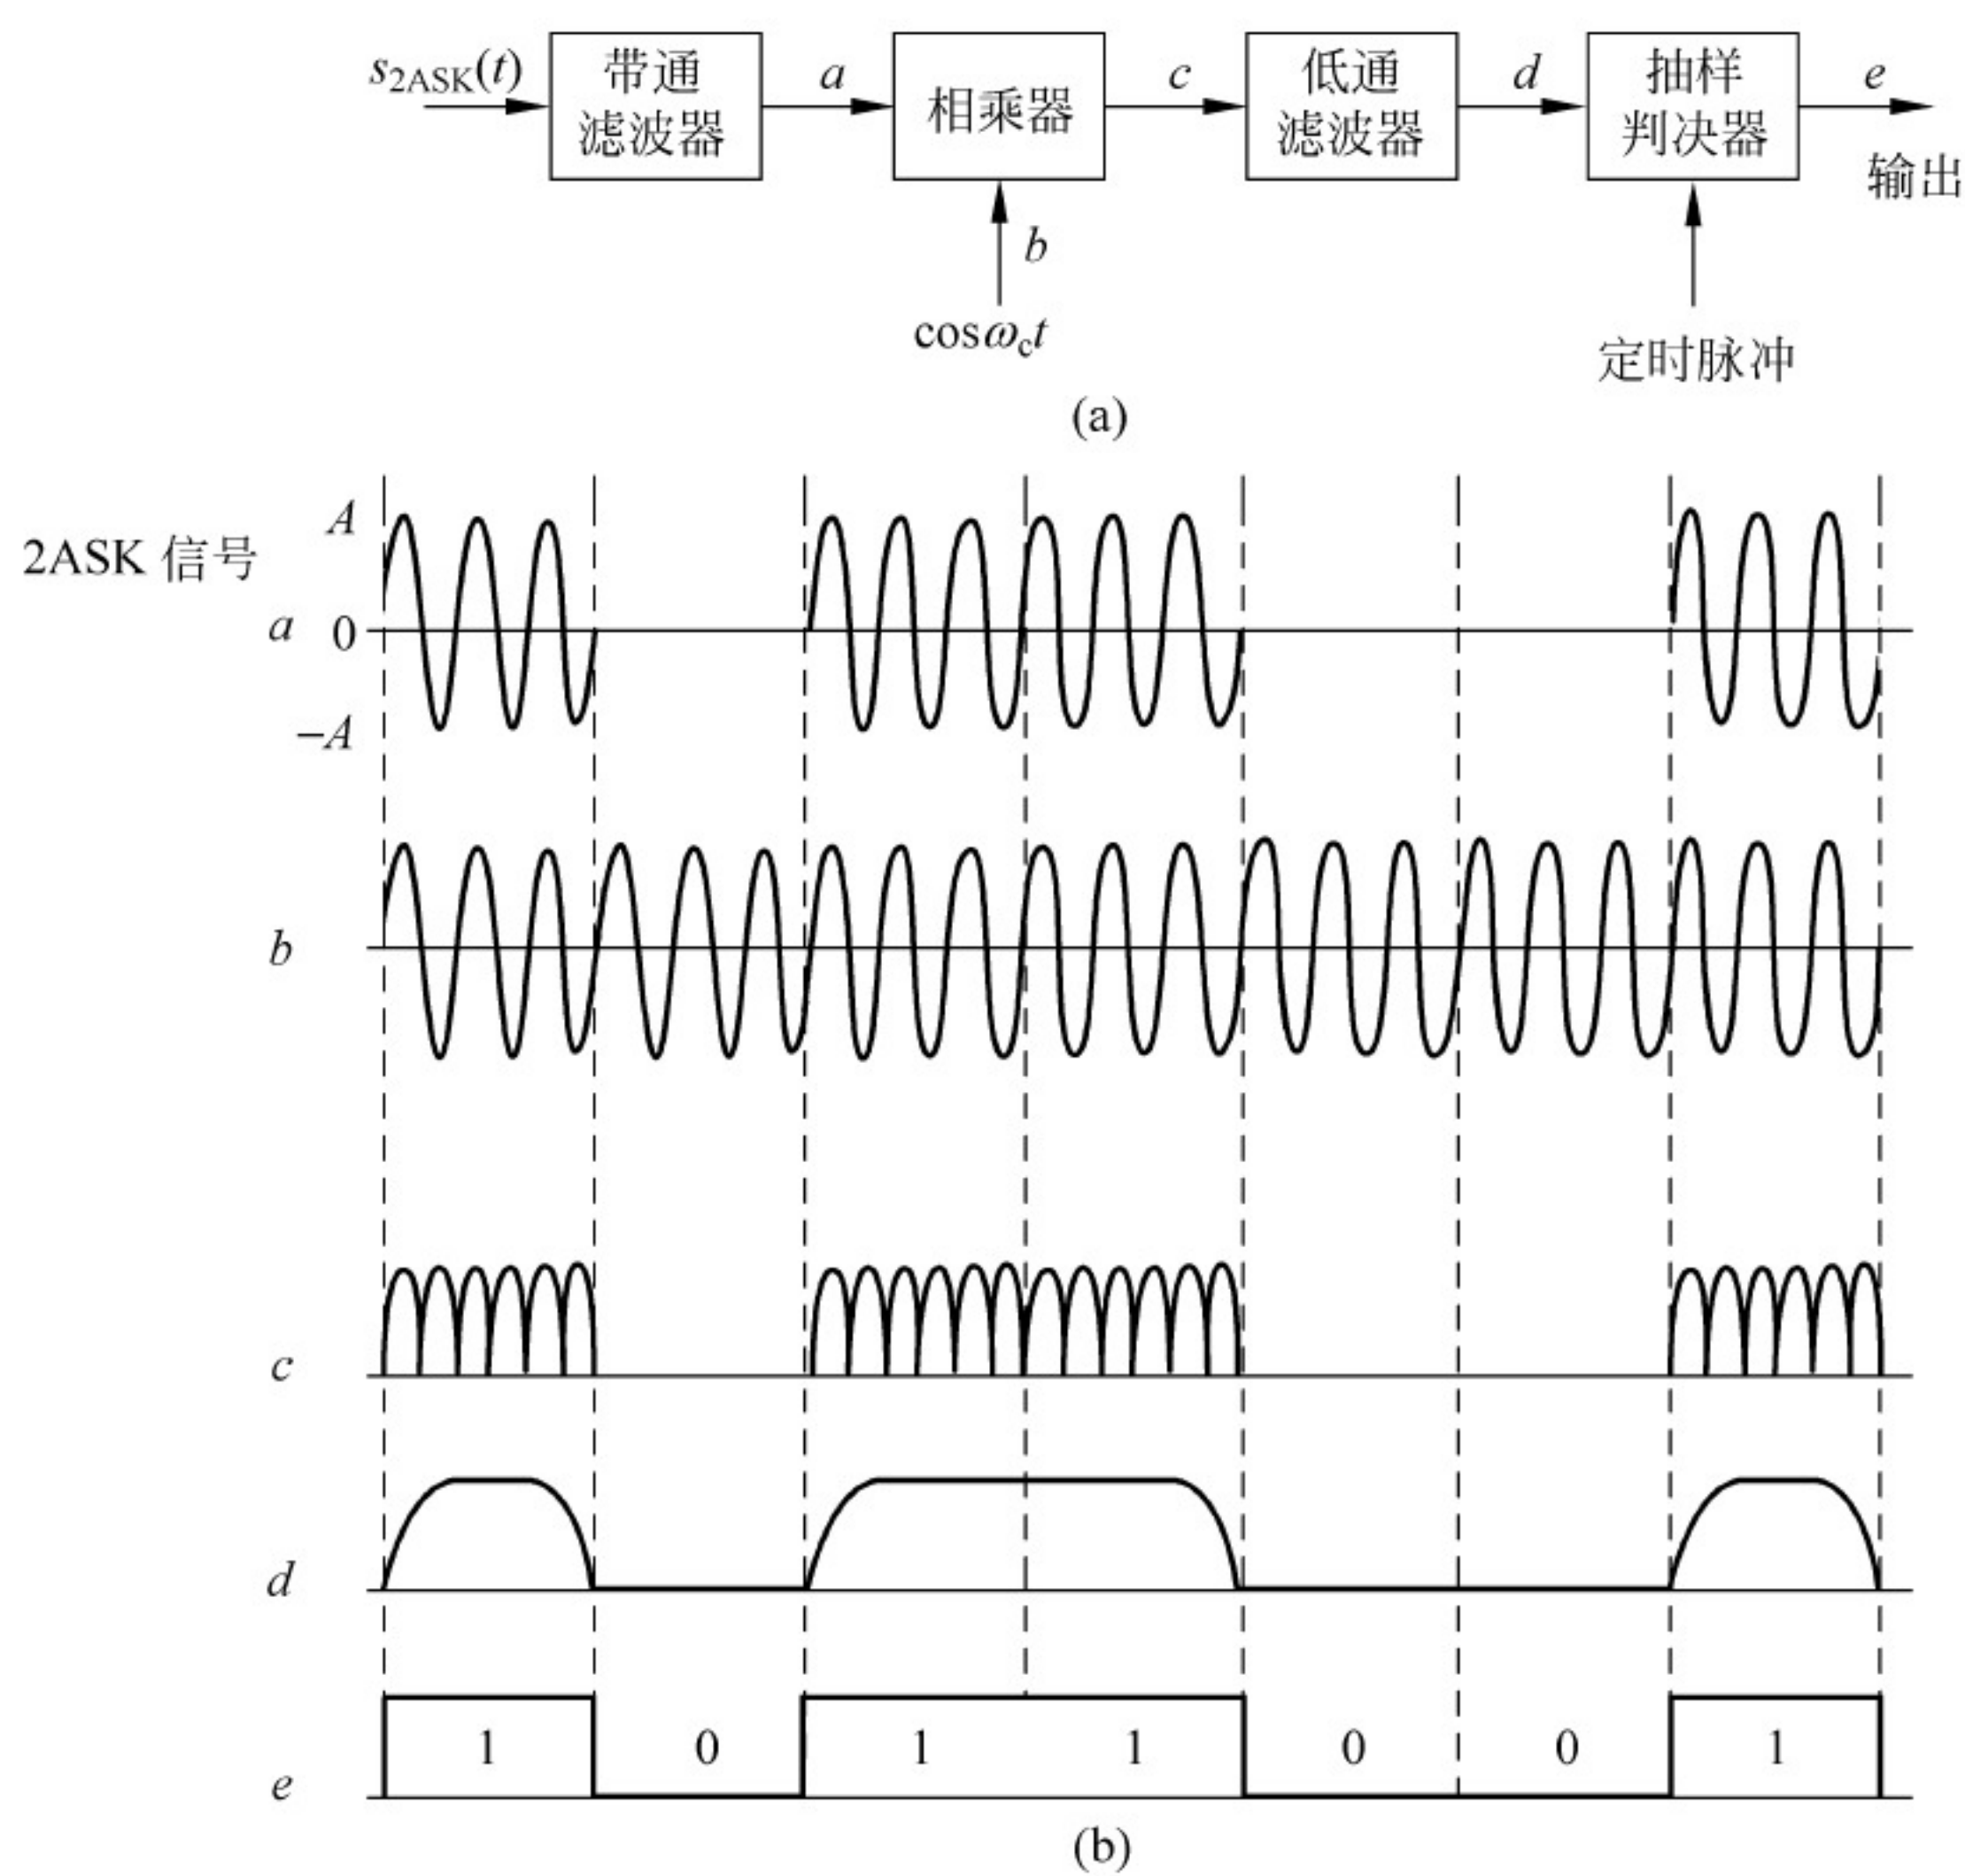 s2ASK(t)
带通
滤波器
a
相乘器
c
低通
滤波器
d
抽样
判决器
e
输出
b
cosωct
定时脉冲
(a)
2ASK 信号
A
a 0
−A
b
c
d
1 0 1 1 0 0 1
e
(b)